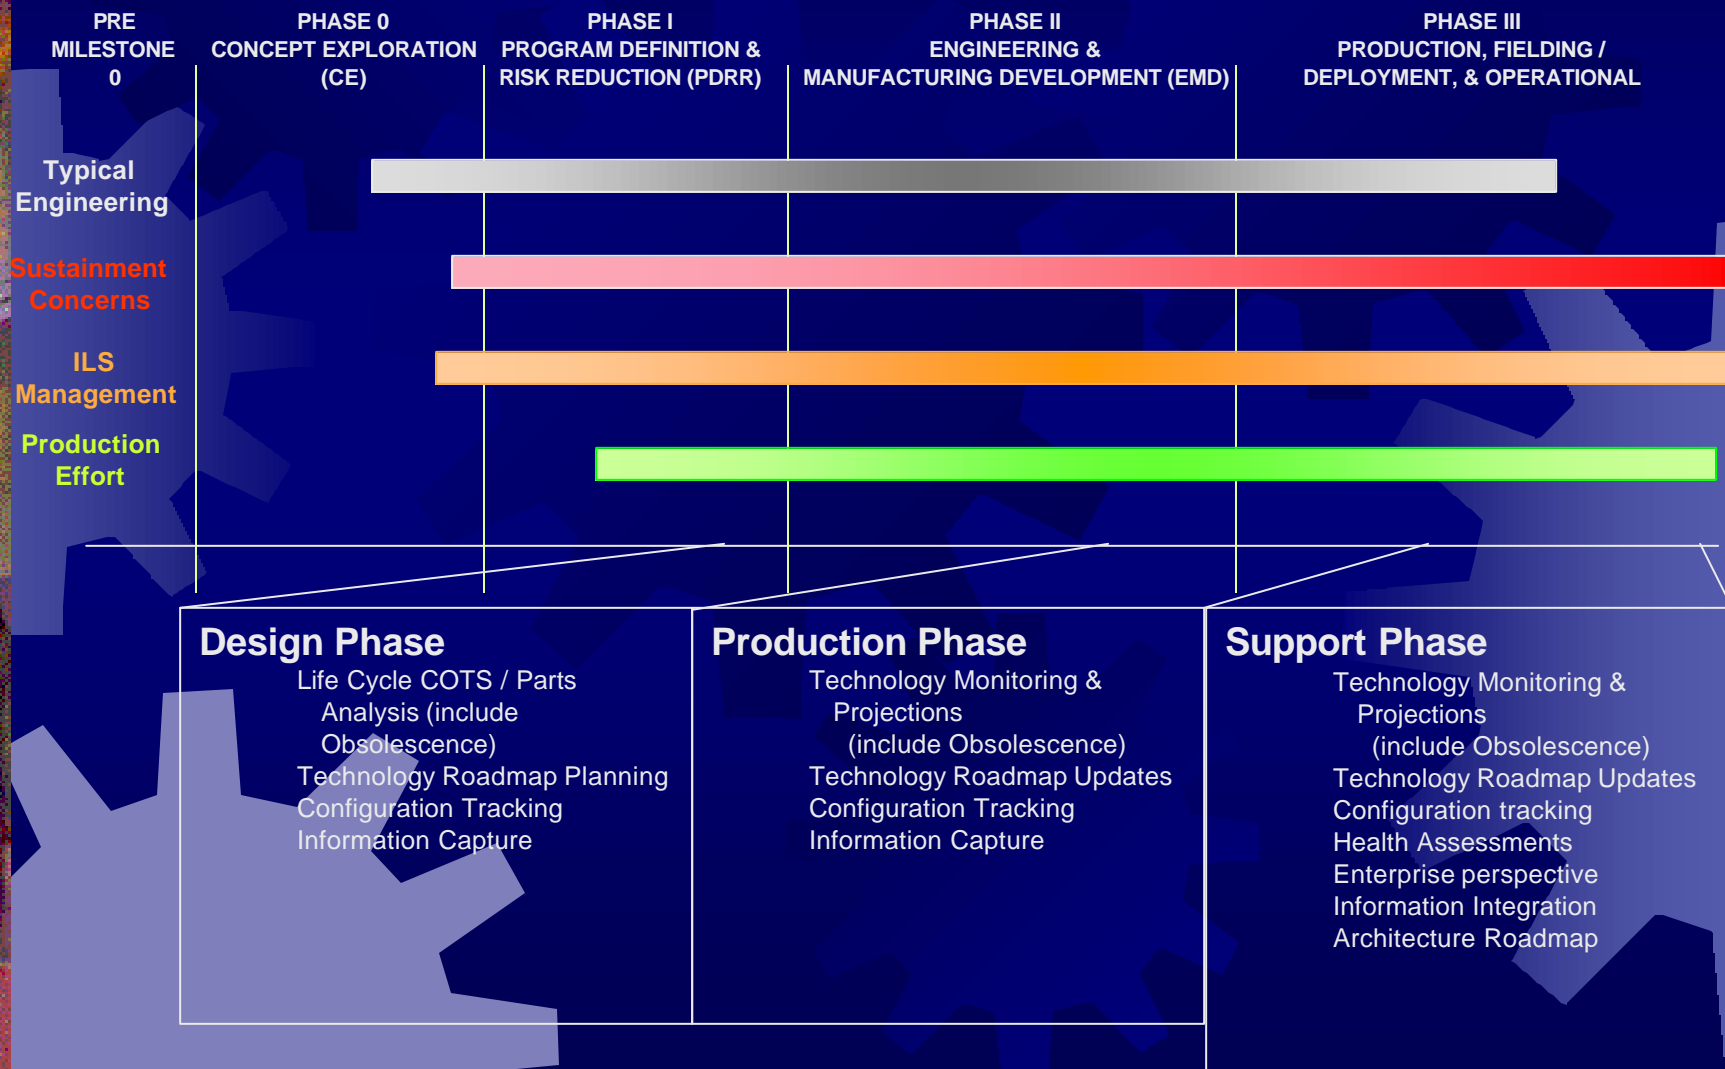 PRE
MILESTONE
0
PHASE 0
CONCEPT EXPLORATION
(CE)
PHASE I
PROGRAM DEFINITION &
RISK REDUCTION (PDRR)
PHASE II
ENGINEERING &
MANUFACTURING DEVELOPMENT (EMD)
PHASE III
PRODUCTION, FIELDING /
DEPLOYMENT, & OPERATIONAL
Typical
Engineering
Sustainment
Concerns
ILS
Management
Production
Effort
Design Phase
Life Cycle COTS / Parts
Analysis (include
Obsolescence)
Technology Roadmap Planning
Configuration Tracking
Information Capture
Production Phase
Technology Monitoring &
Projections
(include Obsolescence)
Technology Roadmap Updates
Configuration Tracking
Information Capture
Support Phase
Technology Monitoring &
Projections
(include Obsolescence)
Technology Roadmap Updates
Configuration tracking
Health Assessments
Enterprise perspective
Information Integration
Architecture Roadmap